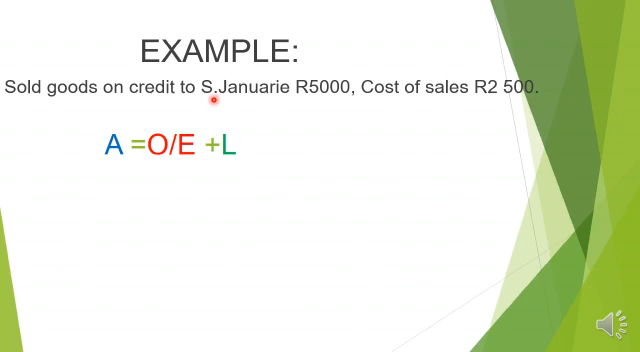 EXAMPLE:
Sold goods on credit to S.Januarie R5000, Cost of sales R2 500.
A =O/E +L